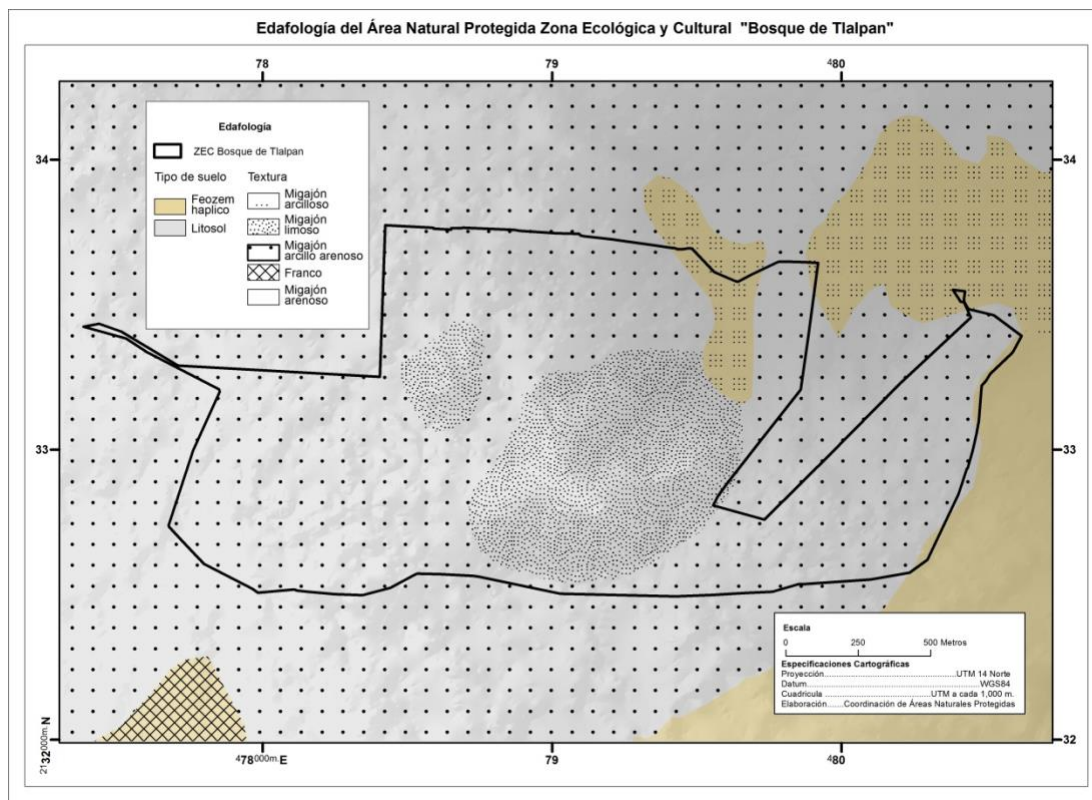 Edafología del Área Natural Protegida Zona Ecológica y Cultural "Bosque de Tlalpan"
78
79
480
34
34
Edafología
ZEC Bosque de Tlalpan
Tipo de suelo
Textura
Feozem
haplico
Litosol
Migajón
arcilloso
Migajón
limoso
Migajón
arcillo arenoso
Franco
Migajón
arenoso
33
33
Escala
0
250
500 Metros
Especificaciones Cartográficas
Proyección.....................................UTM 14 Norte
Datum.....................................................WGS84
Cuadricula ........................UTM a cada 1,000 m.
Elaboración......Coordinación de Áreas Naturales Protegidas
2132000m.N
32
478000m.E
79
480